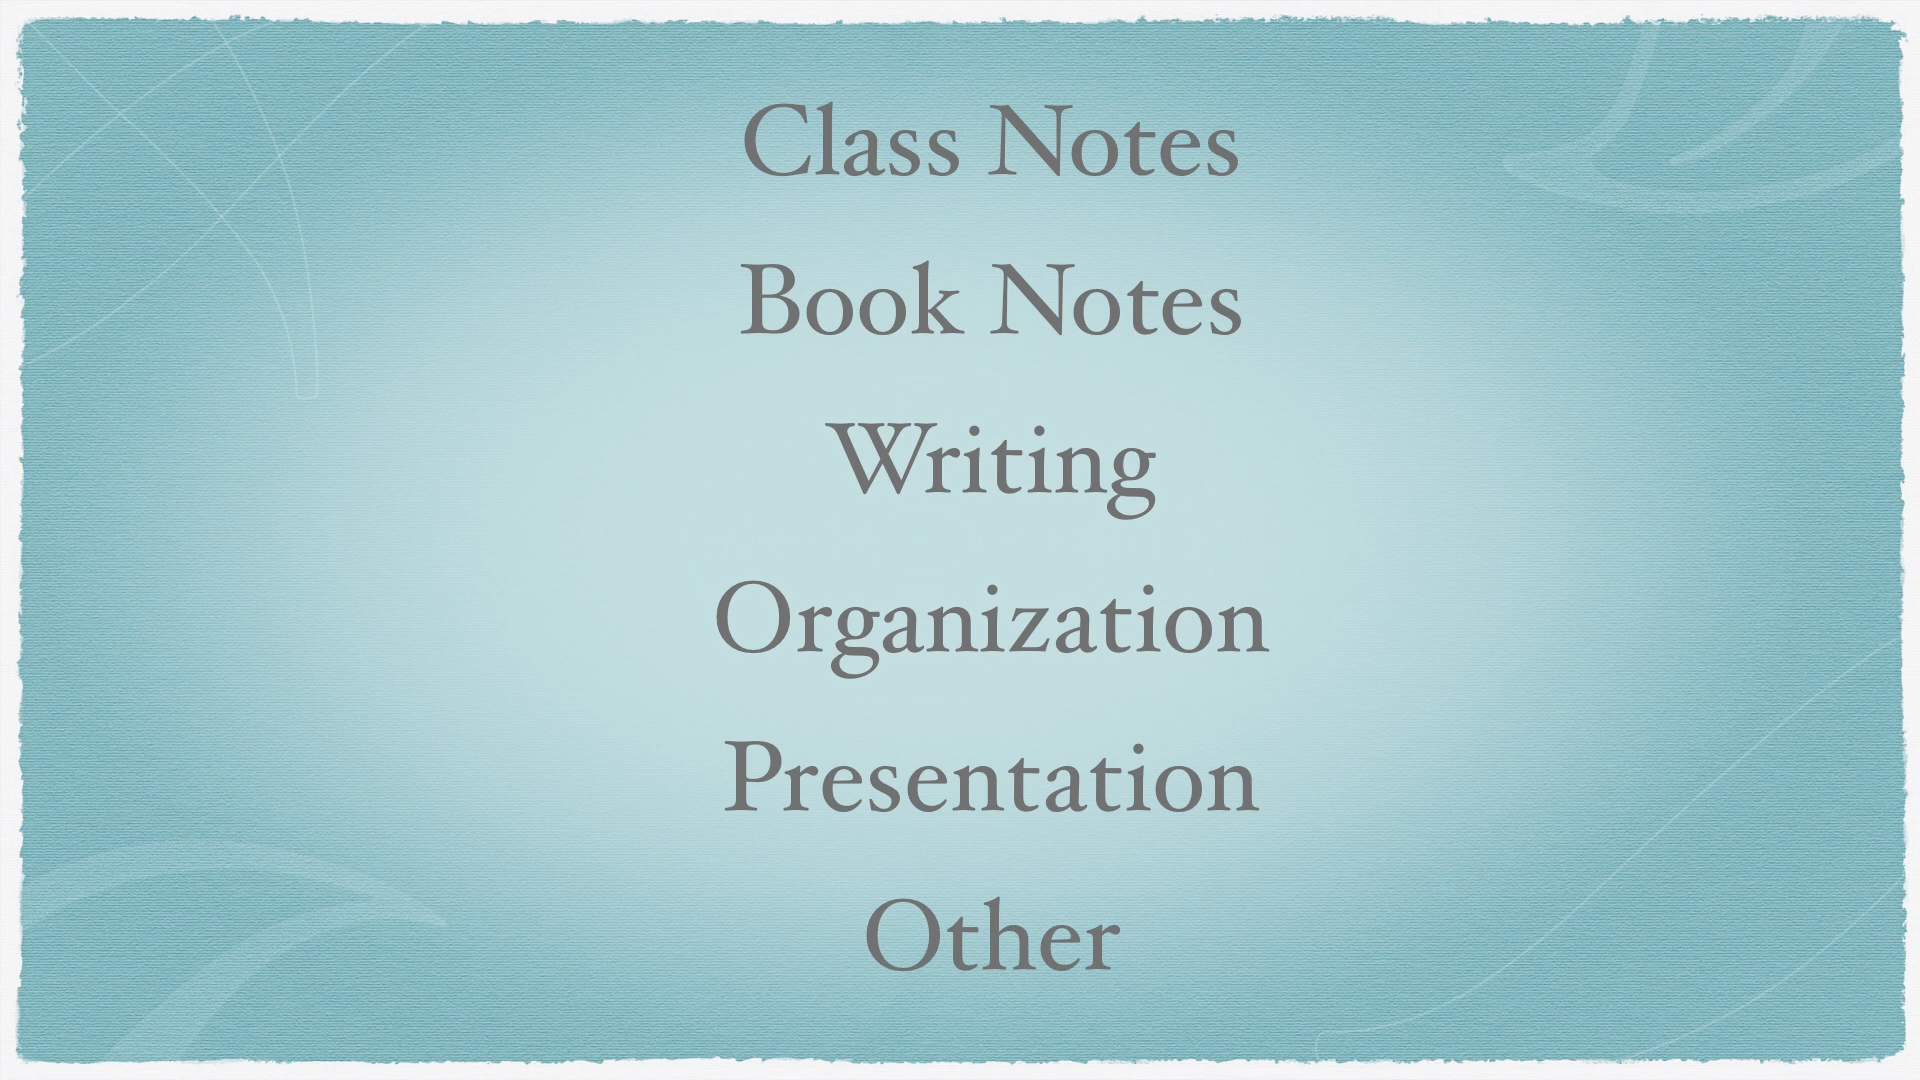 Class Notes
Book Notes
Writing
Organization
Presentation
Other